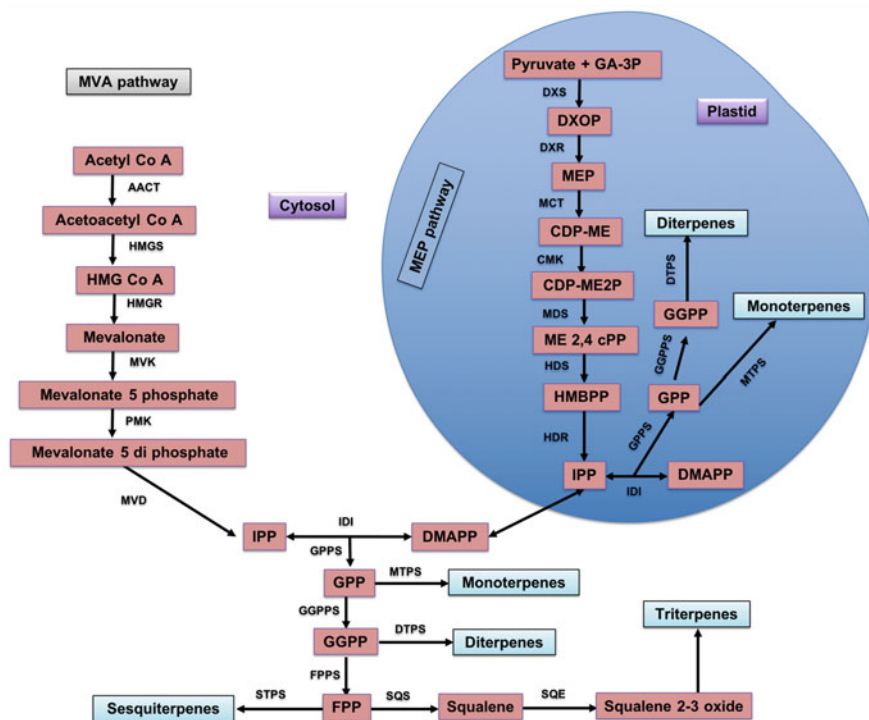 MVA pathway
Acetyl Co A
AACT
Acetoacetyl Co A
HMGS
HMG Co A
HMGR
Mevalonate
MVK
Mevalonate 5 phosphate
PMK
Mevalonate 5 di phosphate
MVD
Cytosol
Plastid
MEP pathway
Pyruvate + GA-3P
DXS
DXOP
DXR
MEP
MCT
CDP-ME
CMK
CDP-ME2P
MDS
ME 2,4 cPP
HDS
HMBPP
HDR
IPP
IDI
DMAPP
GPPS
GPP
GGPPS
GGPP
DTPS
Diterpenes
MTPS
Monoterpenes
IPP
IDI
DMAPP
GPPS
GPP
MTPS
Monoterpenes
GGPPS
GGPP
DTPS
Diterpenes
FPPS
FPP
STPS
Sesquiterpenes
SQS
Squalene
SQE
Squalene 2-3 oxide
Triterpenes